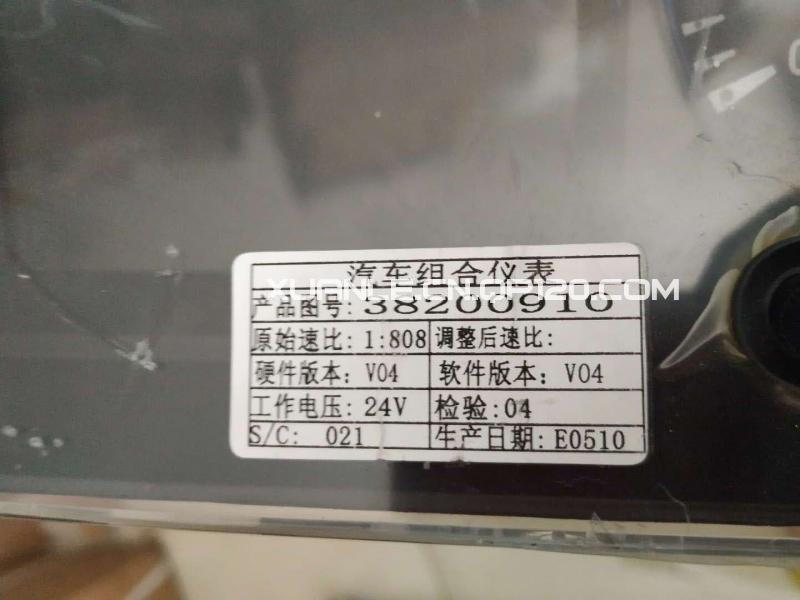 汽车组合仪表
XUANLE.CN.QP120.COM
产品图号: 38200910
原始速比: 1:808 调整后速比:
硬件版本: V04 软件版本: V04
工作电压: 24V 检验:04
S/C: 021 生产日期: E0510